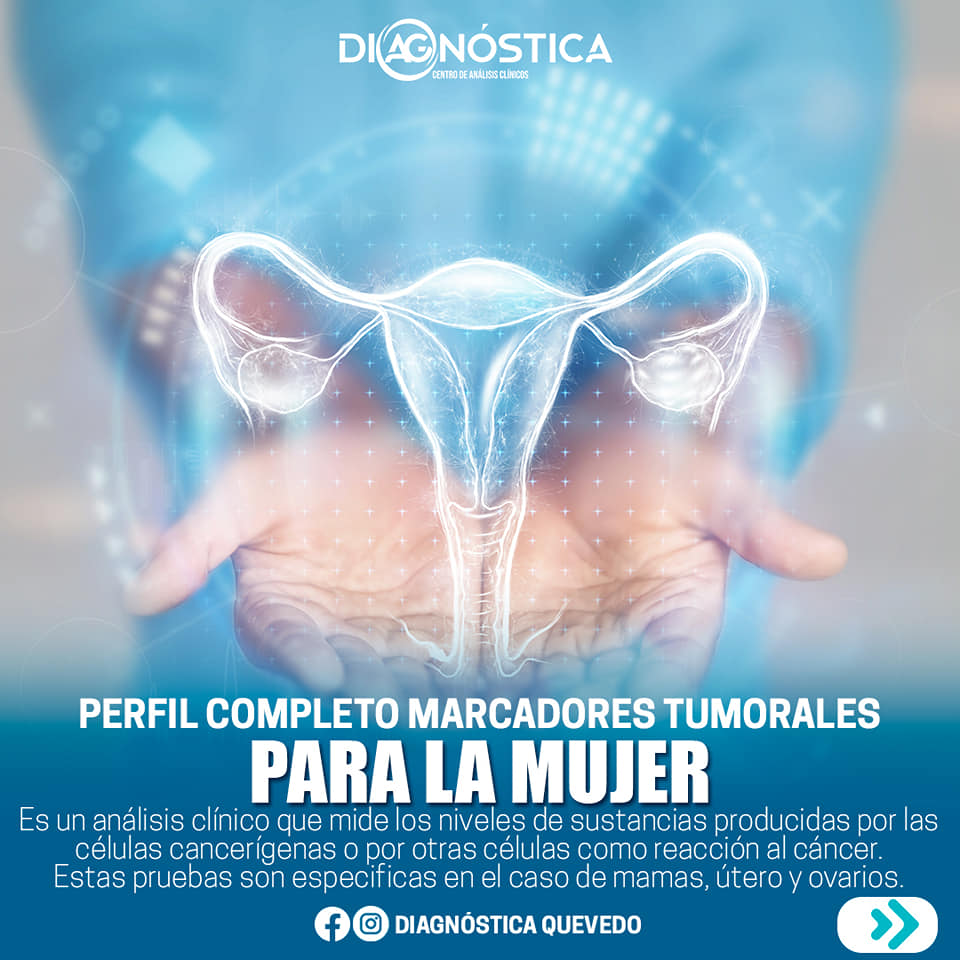 DIAGNÓSTICA
CENTRO DE ANÁLISIS CLÍNICOS
PERFIL COMPLETO MARCADORES TUMORALES
PARA LA MUJER
Es un análisis clínico que mide los niveles de sustancias producidas por las
células cancerígenas o por otras células como reacción al cáncer.
Estas pruebas son especificas en el caso de mamas, útero y ovarios.
DIAGNÓSTICA QUEVEDO